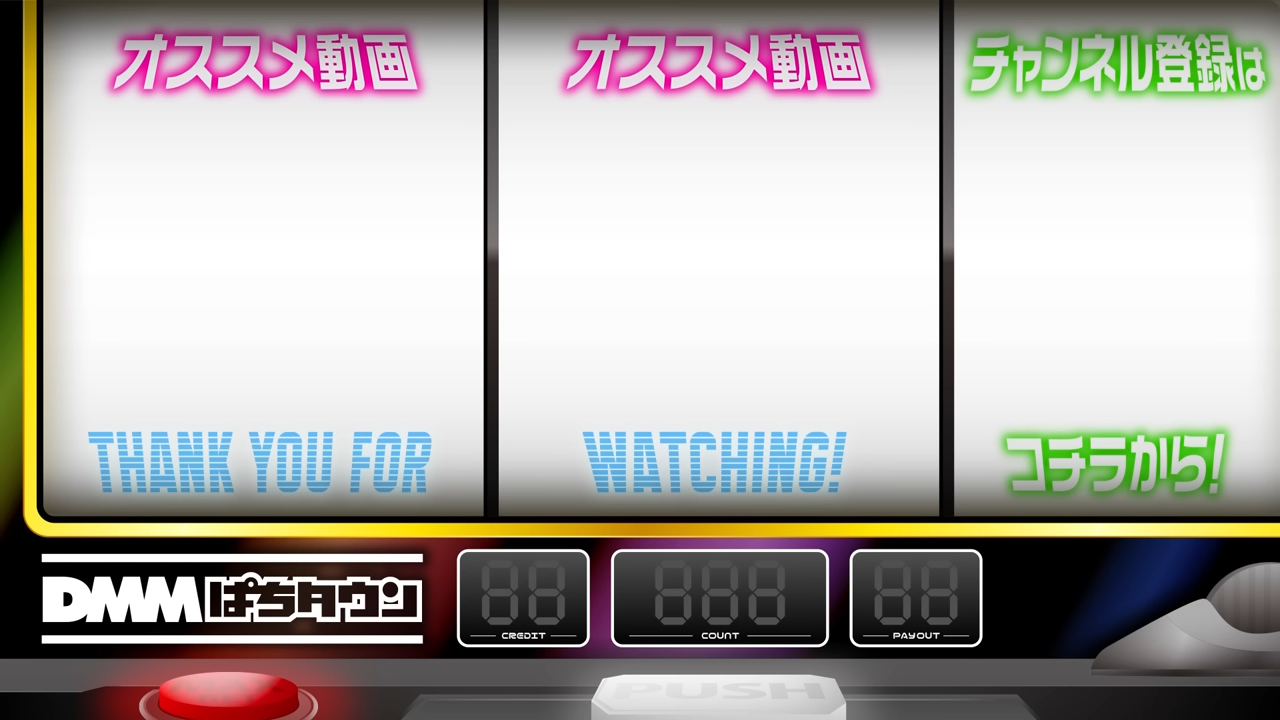 オススメ動画
オススメ動画
チャンネル登録は
THANK YOU FOR
WATCHING!
コチラから!
DMMぱちタウン
CREDIT
COUNT
PAYOUT
PUSH